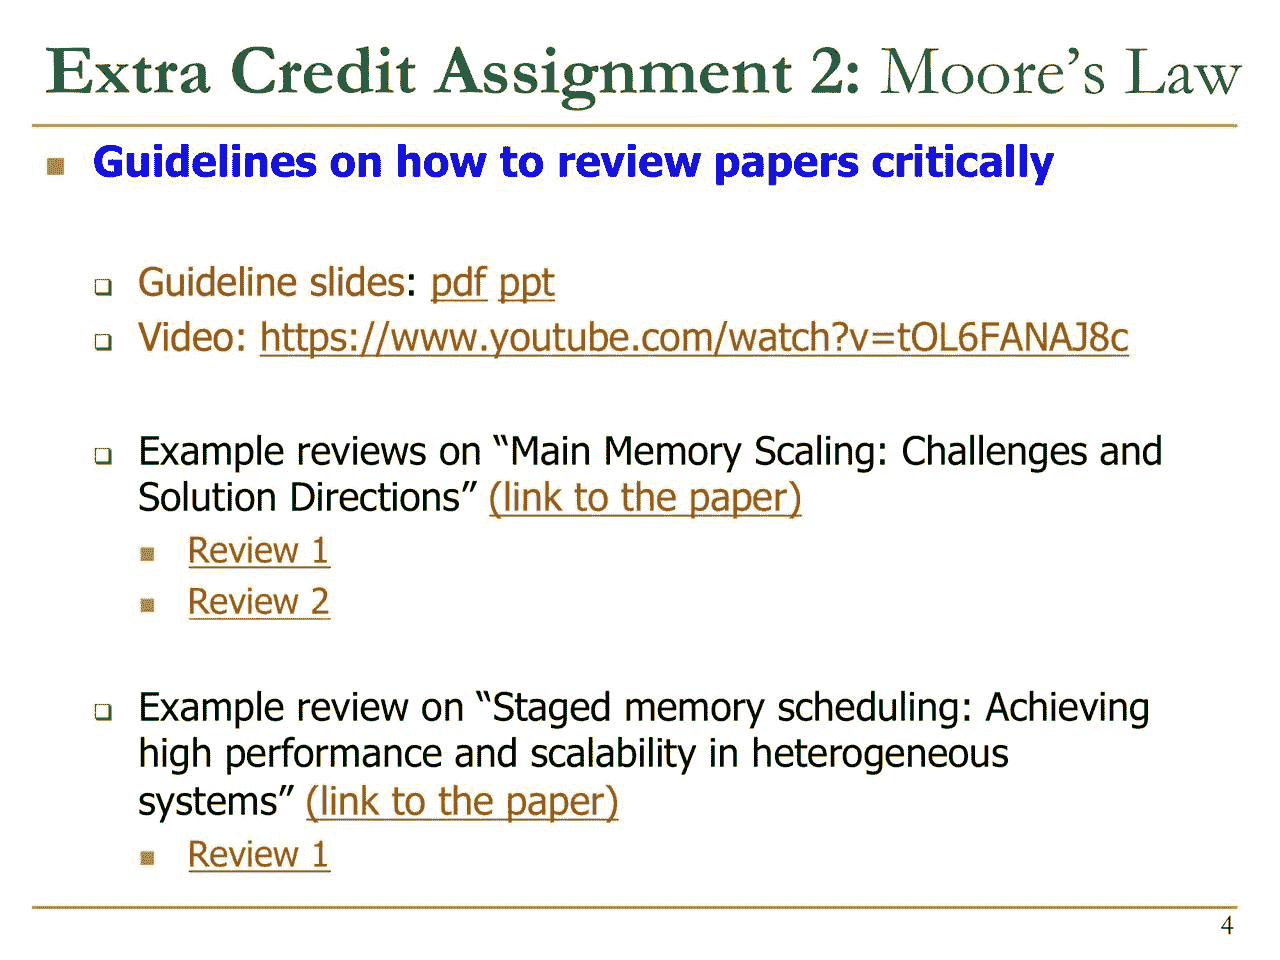 Extra Credit Assignment 2: Moore’s Law
Guidelines on how to review papers critically
Guideline slides: pdf ppt
Video: https://www.youtube.com/watch?v=tOL6FANAJ8c
Example reviews on “Main Memory Scaling: Challenges and
Solution Directions” (link to the paper)
Review 1
Review 2
Example review on “Staged memory scheduling: Achieving
high performance and scalability in heterogeneous
systems” (link to the paper)
Review 1
4